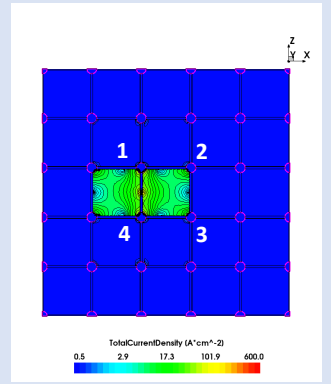 Z
Y X
1 2
4 3
TotalCurrentDensity (A*cm^-2)
0.5 2.9 17.3 101.9 600.0